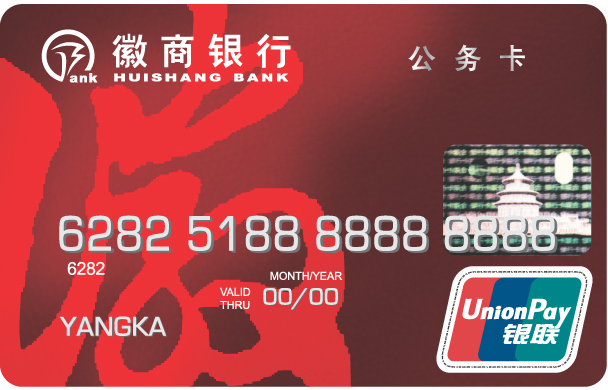 ank
徽商银行
HUISHANG BANK
公务卡
6282 5188 8888 8888
6282
MONTH/YEAR
VALID THRU 00/00
YANGKA
UnionPay
银联